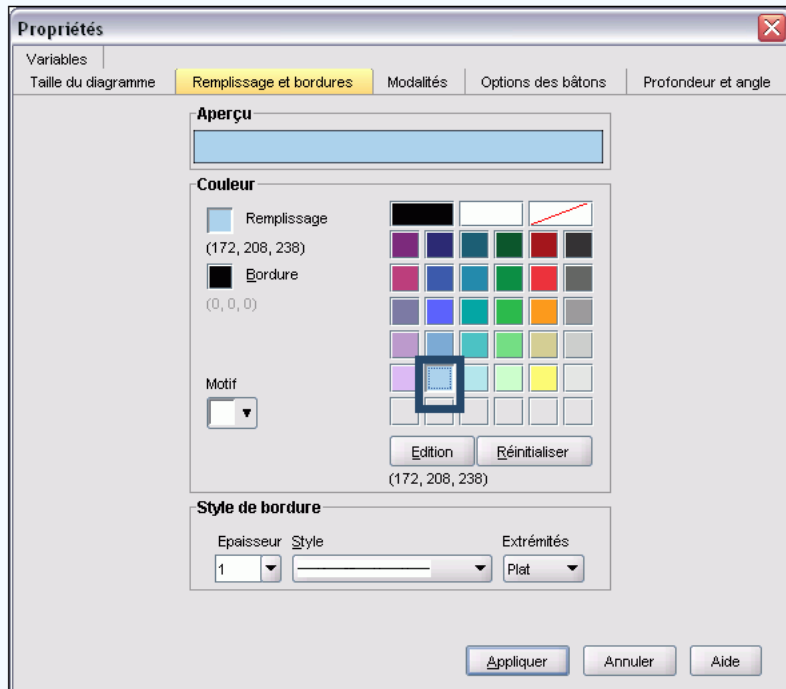 Propriétés
Variables
Taille du diagramme
Remplissage et bordures
Modalités
Options des bâtons
Profondeur et angle
Aperçu
Couleur
Remplissage
(172, 208, 238)
Bordure
(0, 0, 0)
Motif
Edition
Réinitialiser
(172, 208, 238)
Style de bordure
Epaisseur
Style
Extrémités
1
Plat
Appliquer
Annuler
Aide